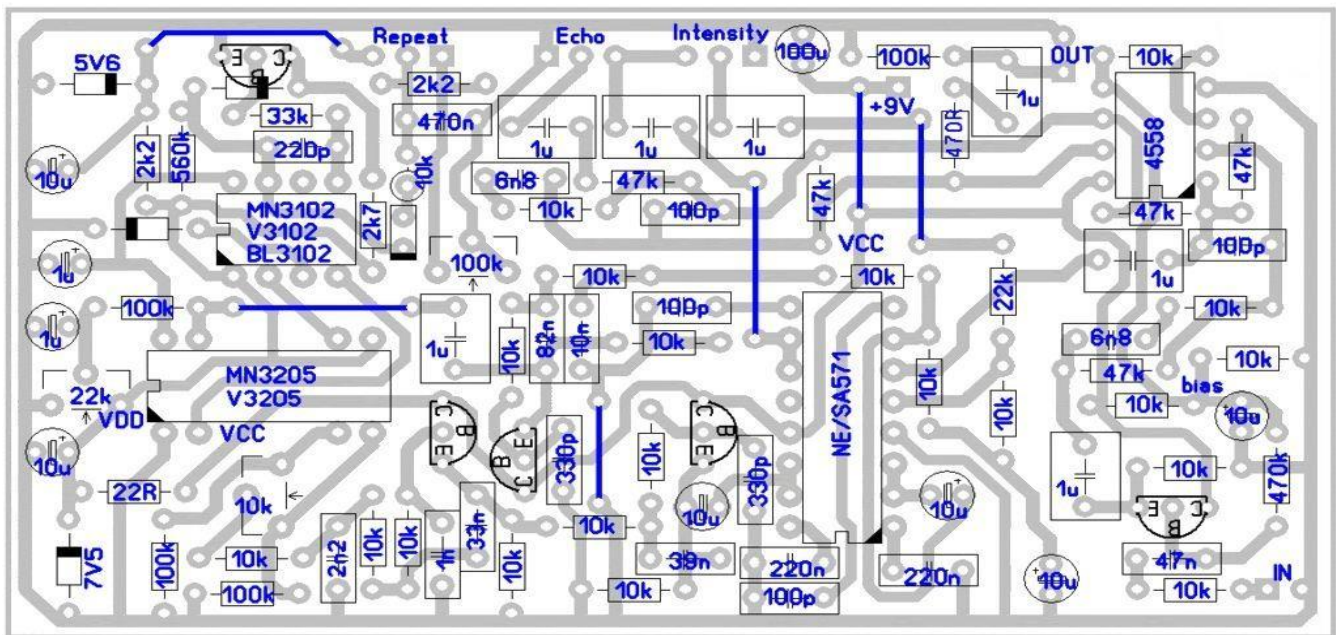 Repeat
Echo
Intensity
100u
100k
OUT
10k
5V6
2k2
1u
33k
470n
+9V
470R
220p
1u
1u
1u
4558
47k
10u
2k2
560k
10k
6n8
47k
10k
100p
47k
47k
MN3102
V3102
BL3102
2k7
VCC
100p
1u
100k
1u
10k
10k
22k
100k
100p
10k
1u
1u
10k
82n
10n
10k
6n8
10k
MN3205
V3205
47k
bias
22k
VDD
10k
10k
10k
10u
VCC
NE/SA571
330p
10k
330p
10u
22R
10k
10u
10u
1u
10k
470k
10k
7V5
100k
10k
2n2
10k
10k
1n
33n
10k
39n
220n
220n
10u
47n
IN
100k
10k
100p
10k